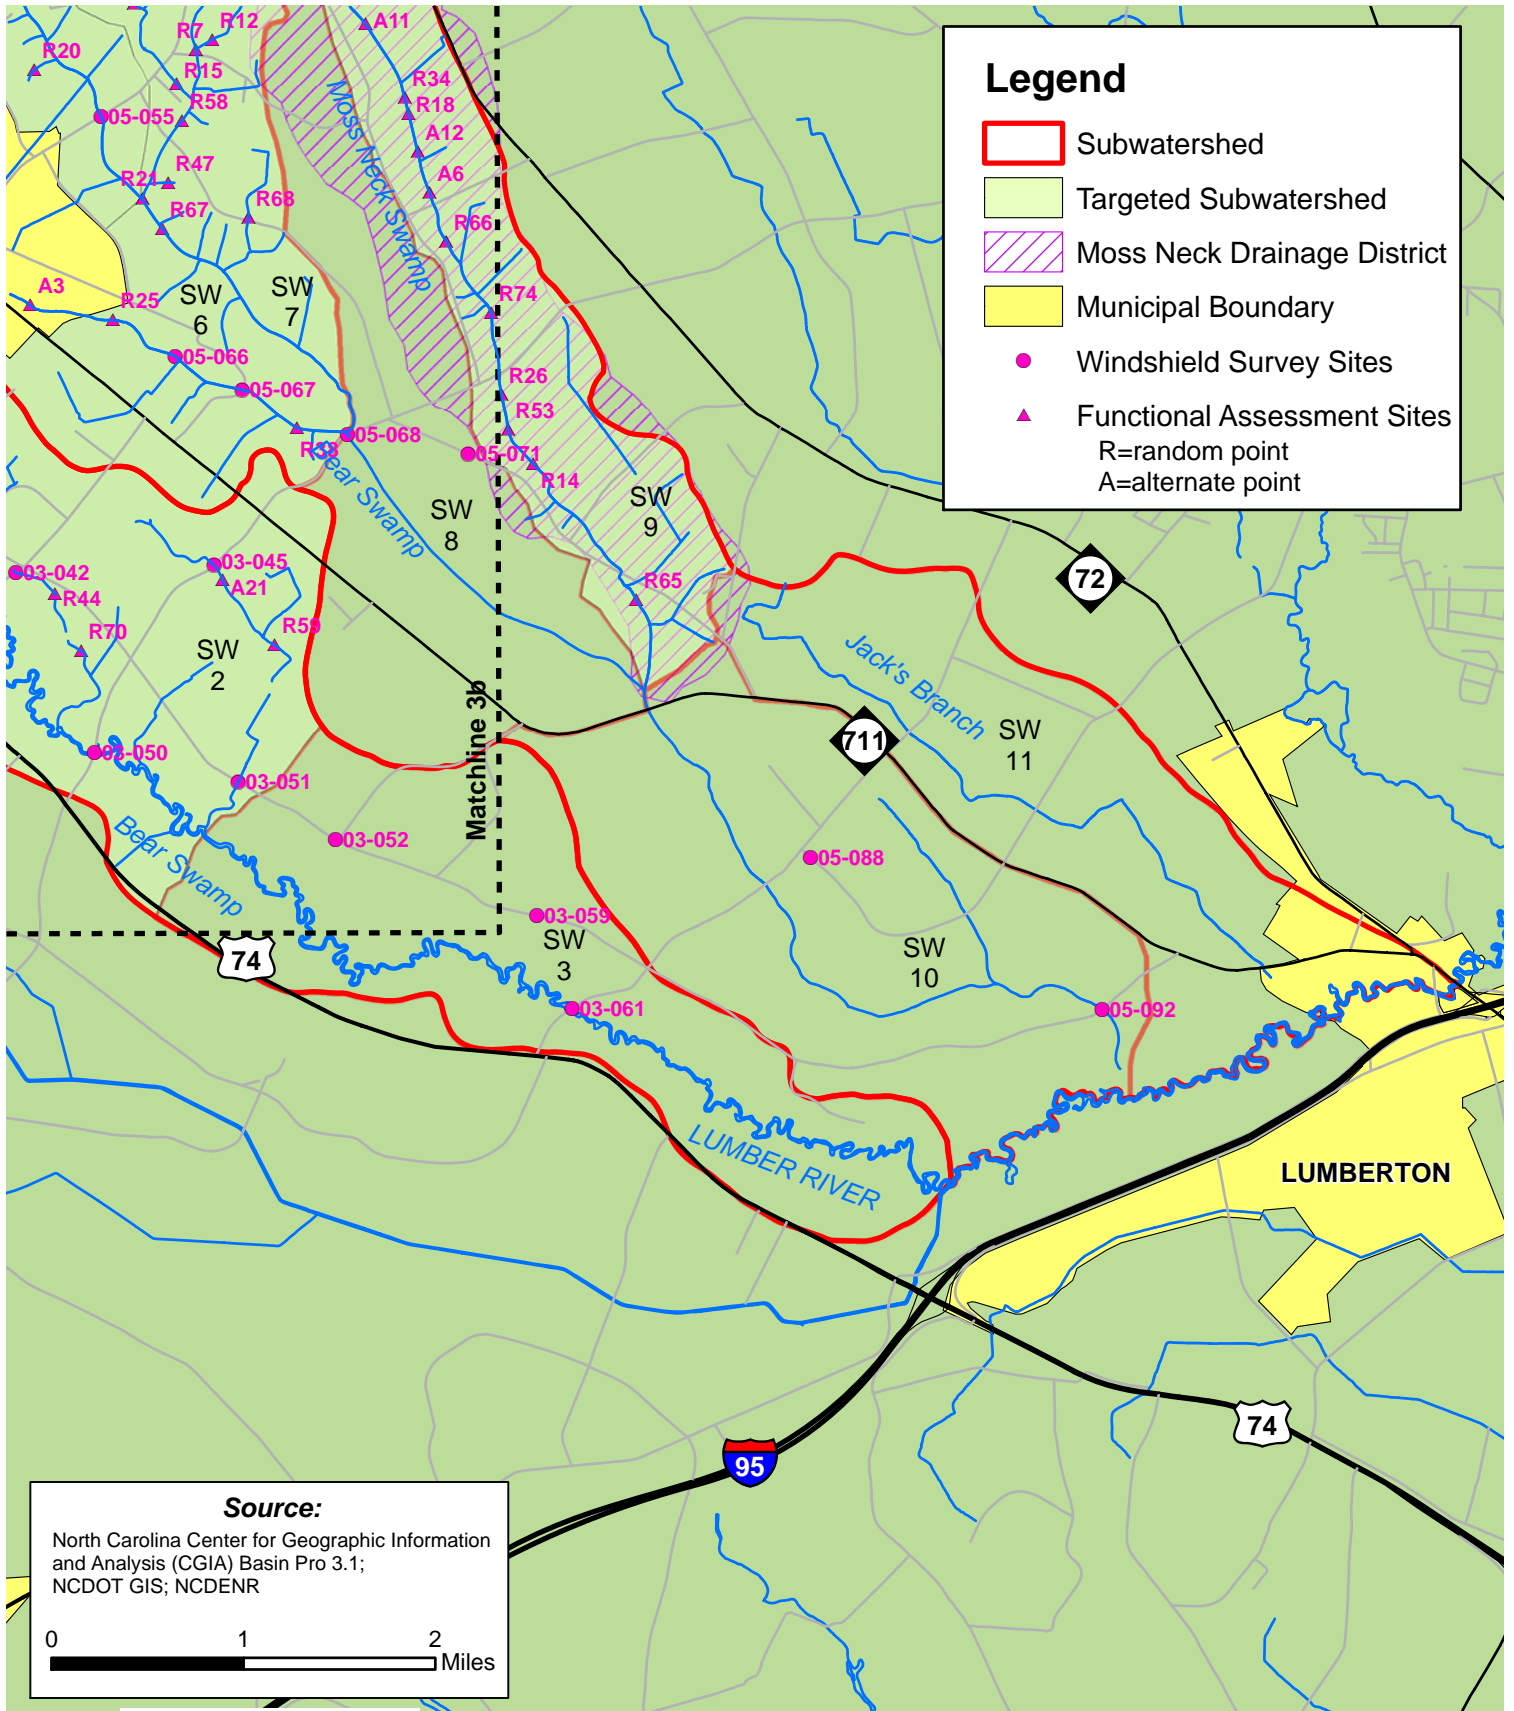 R7
R12
A11
R20
R15
R34
R58
R18
05-055
A12
Moss Neck Swamp
R47
A6
R21
R68
R67
R66
A3
SW
6
SW
7
R25
R74
05-066
05-067
R26
R53
05-068
R38
05-071
Bear Swamp
R14
SW
8
SW
9
03-042
03-045
R44
A21
R65
R70
R59
SW
2
72
Jack's Branch
Matchline 3b
711
SW
11
03-050
03-051
Bear Swamp
03-052
05-088
03-059
SW
3
SW
10
74
03-061
05-092
LUMBER RIVER
LUMBERTON
74
95
Legend
Subwatershed
Targeted Subwatershed
Moss Neck Drainage District
Municipal Boundary
Windshield Survey Sites
Functional Assessment Sites
R=random point
A=alternate point
Source:
North Carolina Center for Geographic Information
and Analysis (CGIA) Basin Pro 3.1;
NCDOT GIS; NCDENR
0 1 2
Miles